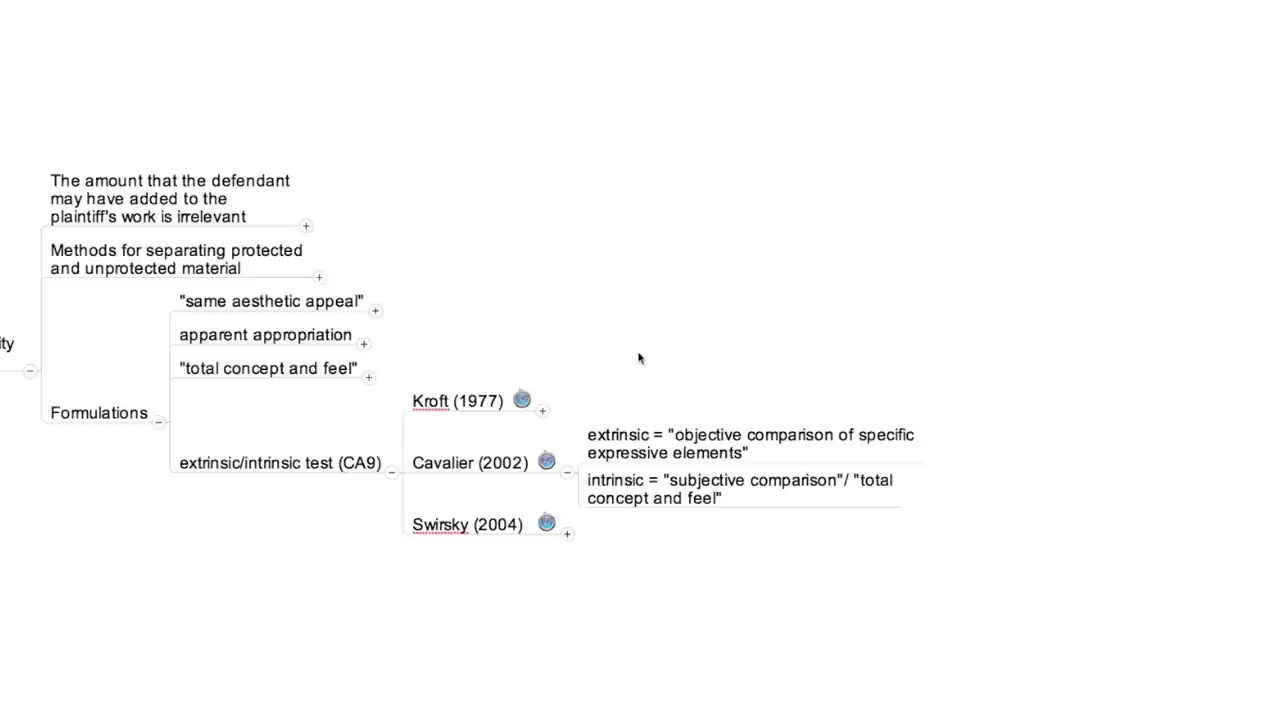 The amount that the defendant
may have added to the
plaintiff's work is irrelevant
Methods for separating protected
and unprotected material
"same aesthetic appeal"
apparent appropriation
"total concept and feel"
ity
Formulations
extrinsic/intrinsic test (CA9)
Kroft (1977)
Cavalier (2002)
extrinsic = "objective comparison of specific
expressive elements"
intrinsic = "subjective comparison"/ "total
concept and feel"
Swirsky (2004)